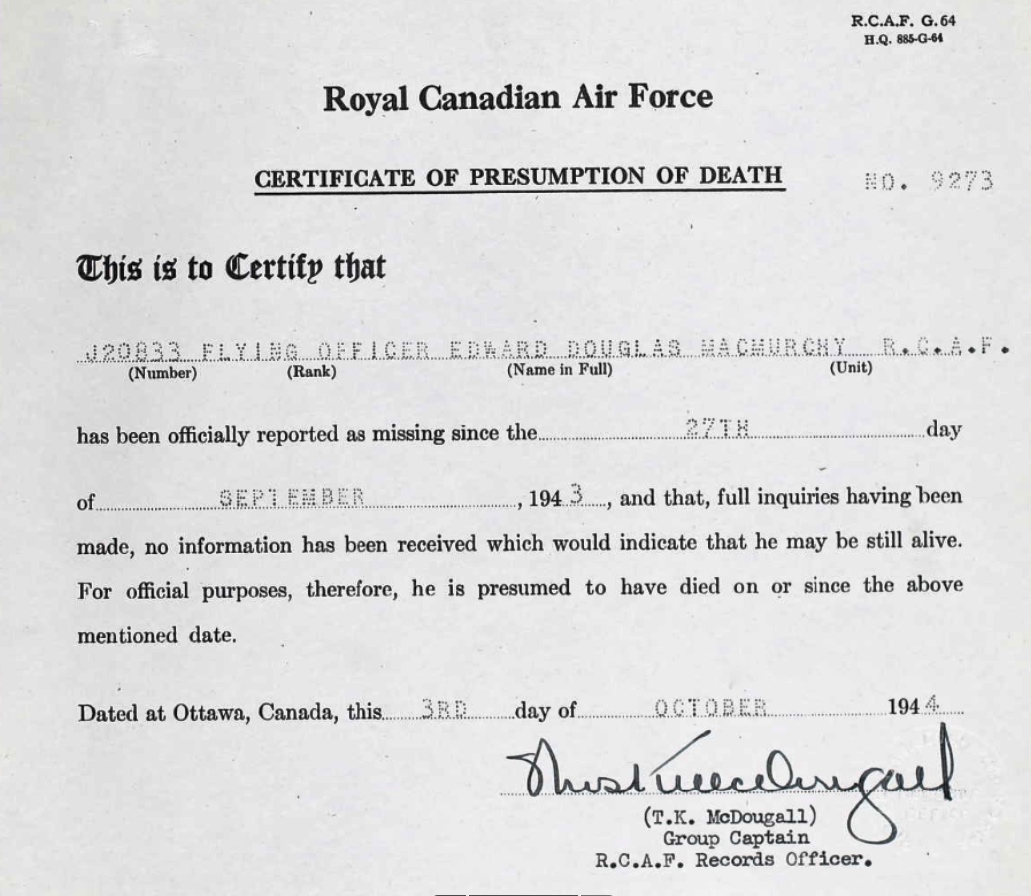 R.C.A.F. G. 64
H.Q. 885-G-64
Royal Canadian Air Force
CERTIFICATE OF PRESUMPTION OF DEATH NO. 9273
This is to Certify that
J20833 FLYING OFFICER EDWARD DOUGLAS MACMURCHY R.C.A.F.
(Number) (Rank) (Name in Full) (Unit)
has been officially reported as missing since the 27TH day
of SEPTEMBER , 1943 , and that, full inquiries having been
made, no information has been received which would indicate that he may be still alive.
For official purposes, therefore, he is presumed to have died on or since the above
mentioned date.
Dated at Ottawa, Canada, this 3RD day of OCTOBER 1944
(T.K. McDougall)
Group Captain
R.C.A.F. Records Officer.